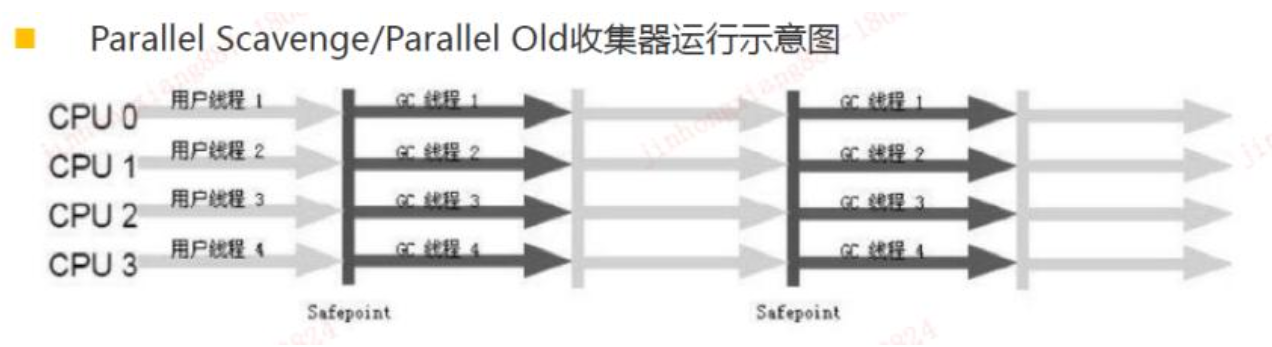 Parallel Scavenge/Parallel Old收集器运行示意图
CPU 0 用户线程 1 GC 线程 1 GC 线程 1
CPU 1 用户线程 2 GC 线程 2 GC 线程 2
CPU 2 用户线程 3 GC 线程 3 GC 线程 3
CPU 3 用户线程 4 GC 线程 4 GC 线程 4
Safepoint Safepoint